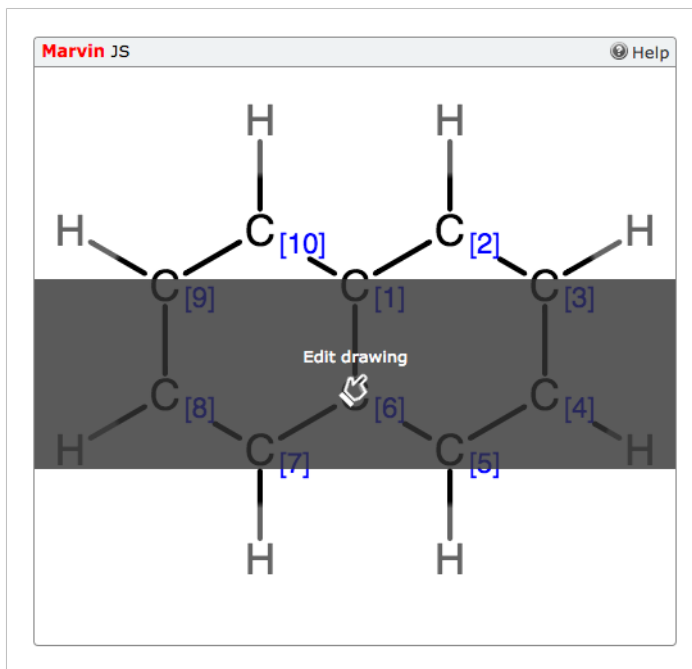 Marvin JS Help
H H
H C [10] C [2] H
C [9] C [1] C [3]
Edit drawing
C [8] C [6] C [4]
H C [7] C [5] H
H H